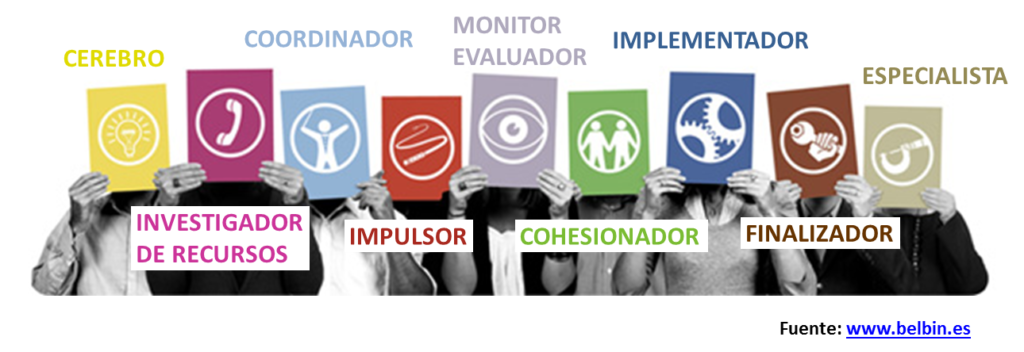 CEREBRO
INVESTIGADOR
DE RECURSOS
COORDINADOR
IMPULSOR
MONITOR
EVALUADOR
COHESIONADOR
IMPLEMENTADOR
FINALIZADOR
ESPECIALISTA
Fuente: www.belbin.es